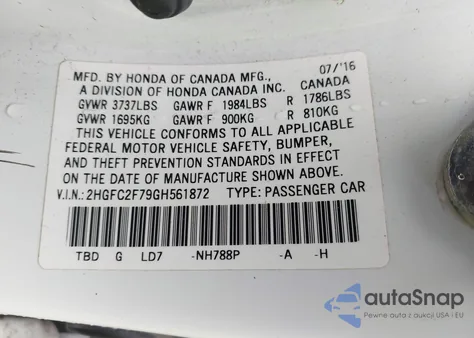 MFD. BY HONDA OF CANADA MFG., 07/'16
A DIVISION OF HONDA CANADA INC. CANADA
GVWR 3737LBS GAWR F 1984LBS R 1786LBS
GVWR 1695KG GAWR F 900KG R 810KG
THIS VEHICLE CONFORMS TO ALL APPLICABLE
FEDERAL MOTOR VEHICLE SAFETY, BUMPER,
AND THEFT PREVENTION STANDARDS IN EFFECT
ON THE DATE OF MANUFACTURE SHOWN ABOVE.
V.I.N.: 2HGFC2F79GH561872 TYPE: PASSENGER CAR
TBD G LD7 -NH788P -A -H
autoSnap
Pewne auta z USA i EU